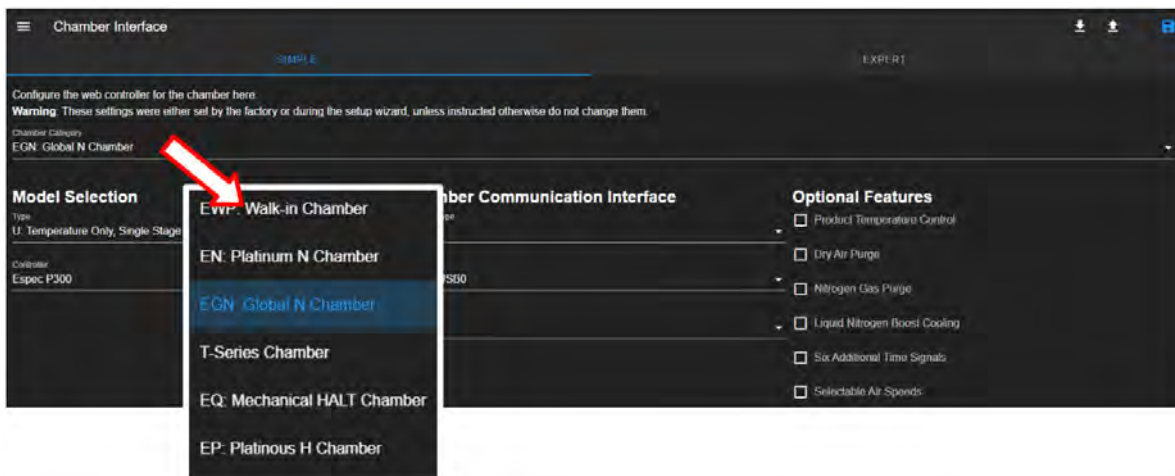 Chamber Interface
SIMPLE
EXPERT
Configure the web controller for the chamber here.
Warning: These settings were either set by the factory or during the setup wizard, unless instructed otherwise do not change them.
Chamber Category
EGN: Global N Chamber
Model Selection
Type
U: Temperature Only, Single Stage
Controller
Espec P300
EWP: Walk-in Chamber
EN: Platinum N Chamber
EGN: Global N Chamber
T-Series Chamber
EQ: Mechanical HALT Chamber
EP: Platinous H Chamber
mber Communication Interface
ype
/SB0
Optional Features
Product Temperature Control
Dry Air Purge
Nitrogen Gas Purge
Liquid Nitrogen Boost Cooling
Six Additional Time Signals
Selectable Air Speeds